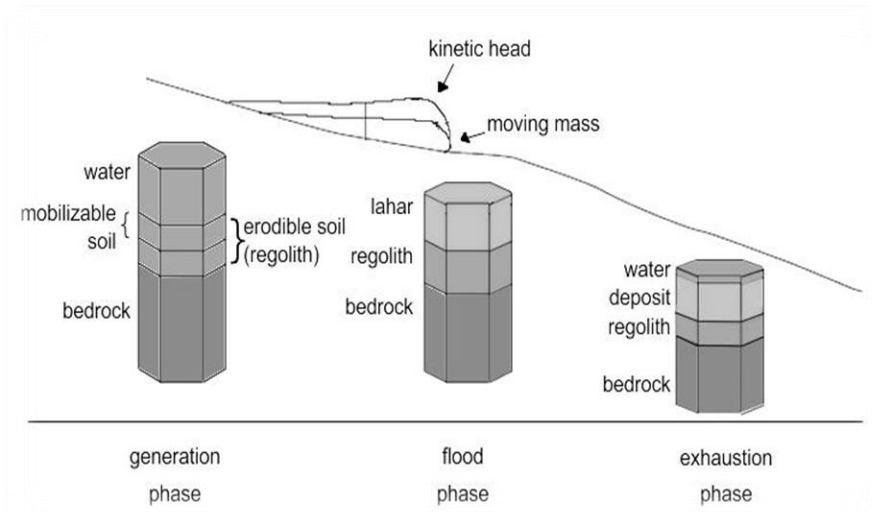 kinetic head
moving mass
water
mobilizable
soil
erodible soil
(regolith)
bedrock
lahar
regolith
bedrock
water
deposit
regolith
bedrock
generation
phase
flood
phase
exhaustion
phase